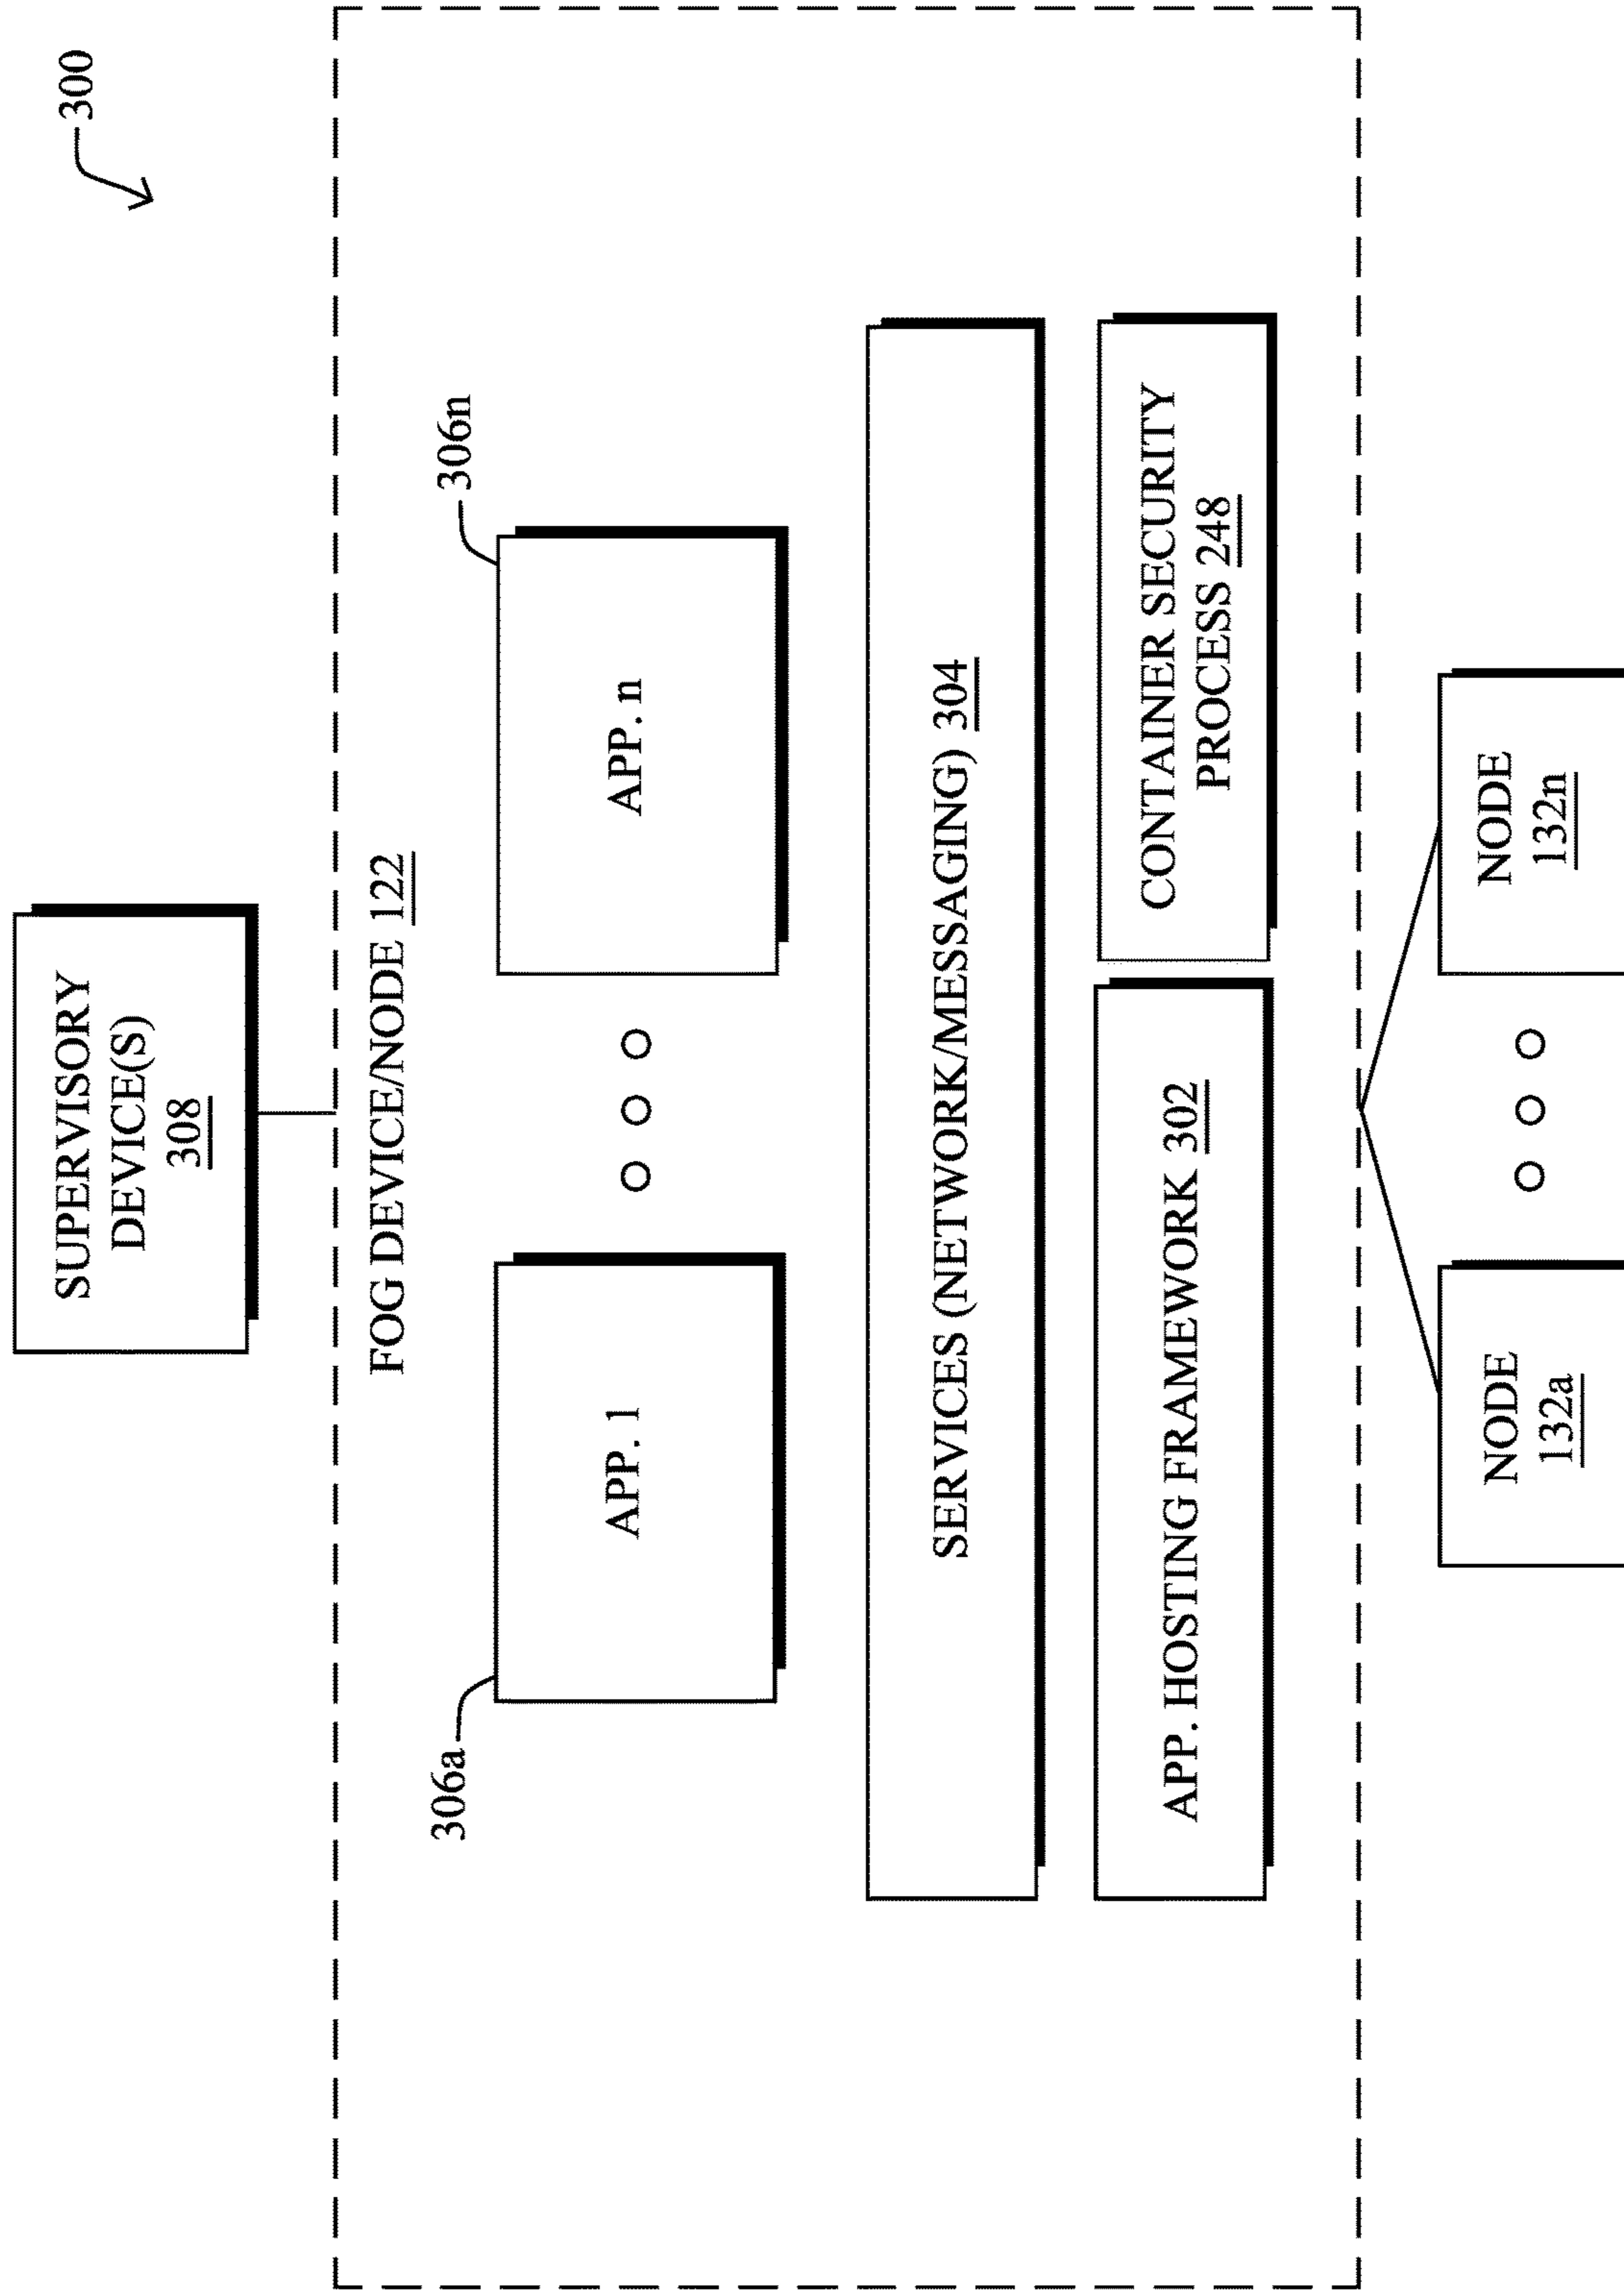 300
SUPERVISORY
DEVICE(S)
308
FOG DEVICE/NODE 122
306a
306n
APP. 1
APP. n
SERVICES (NETWORK/MESSAGING) 304
APP. HOSTING FRAMEWORK 302
CONTAINER SECURITY
PROCESS 248
NODE
132a
NODE
132n